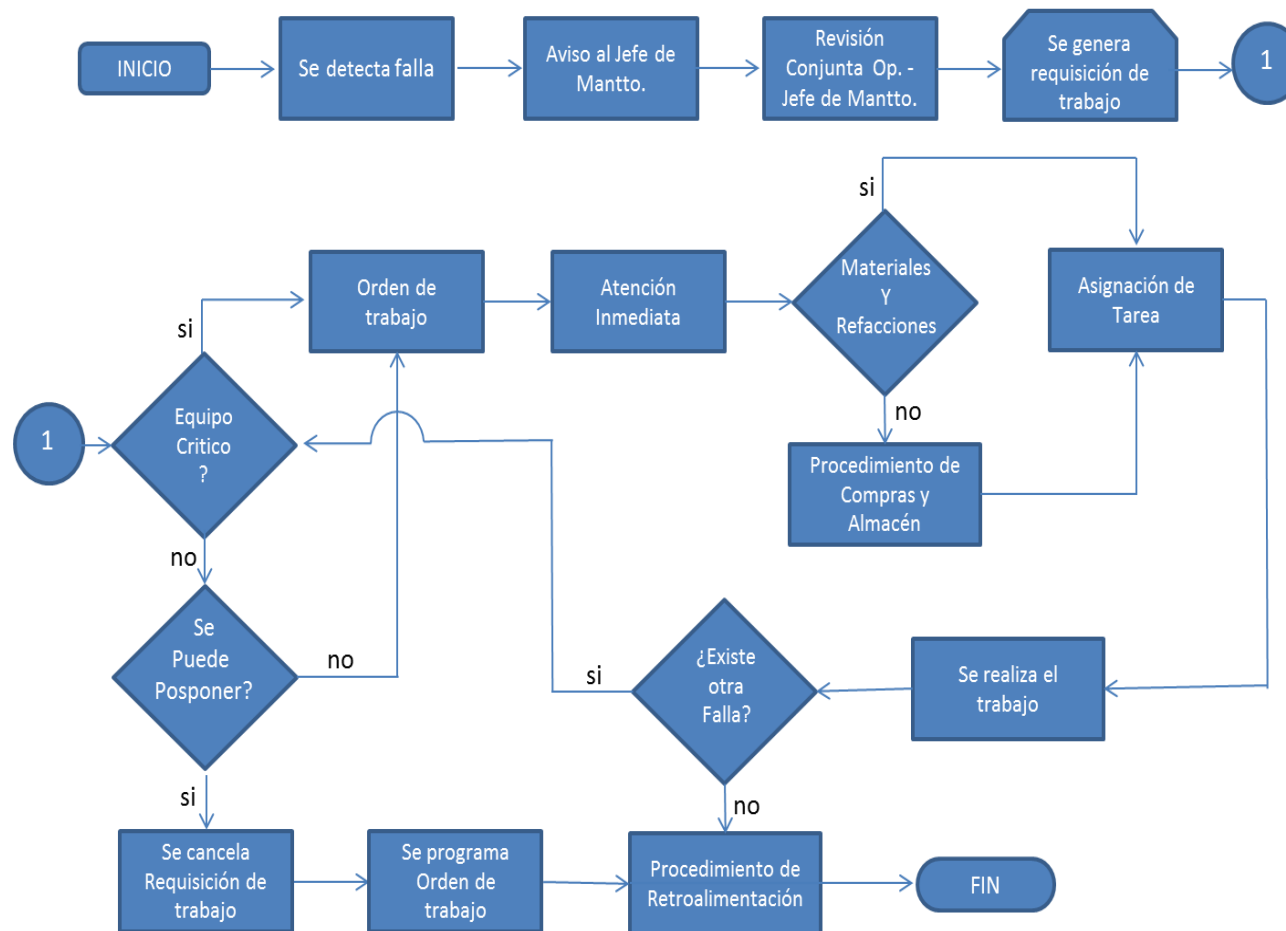 INICIO
Se detecta falla
Aviso al Jefe de
Mantto.
Revisión
Conjunta Op. -
Jefe de Mantto.
Se genera
requisición de
trabajo
1
si
Materiales
Y
Refacciones
Asignación de
Tarea
Orden de
trabajo
Atención
Inmediata
si
1
Equipo
Critico
?
no
Procedimiento de
Compras y
Almacén
no
Se
Puede
Posponer?
no
si
¿Existe
otra
Falla?
Se realiza el
trabajo
si
no
Se cancela
Requisición de
trabajo
Se programa
Orden de
trabajo
Procedimiento de
Retroalimentación
FIN